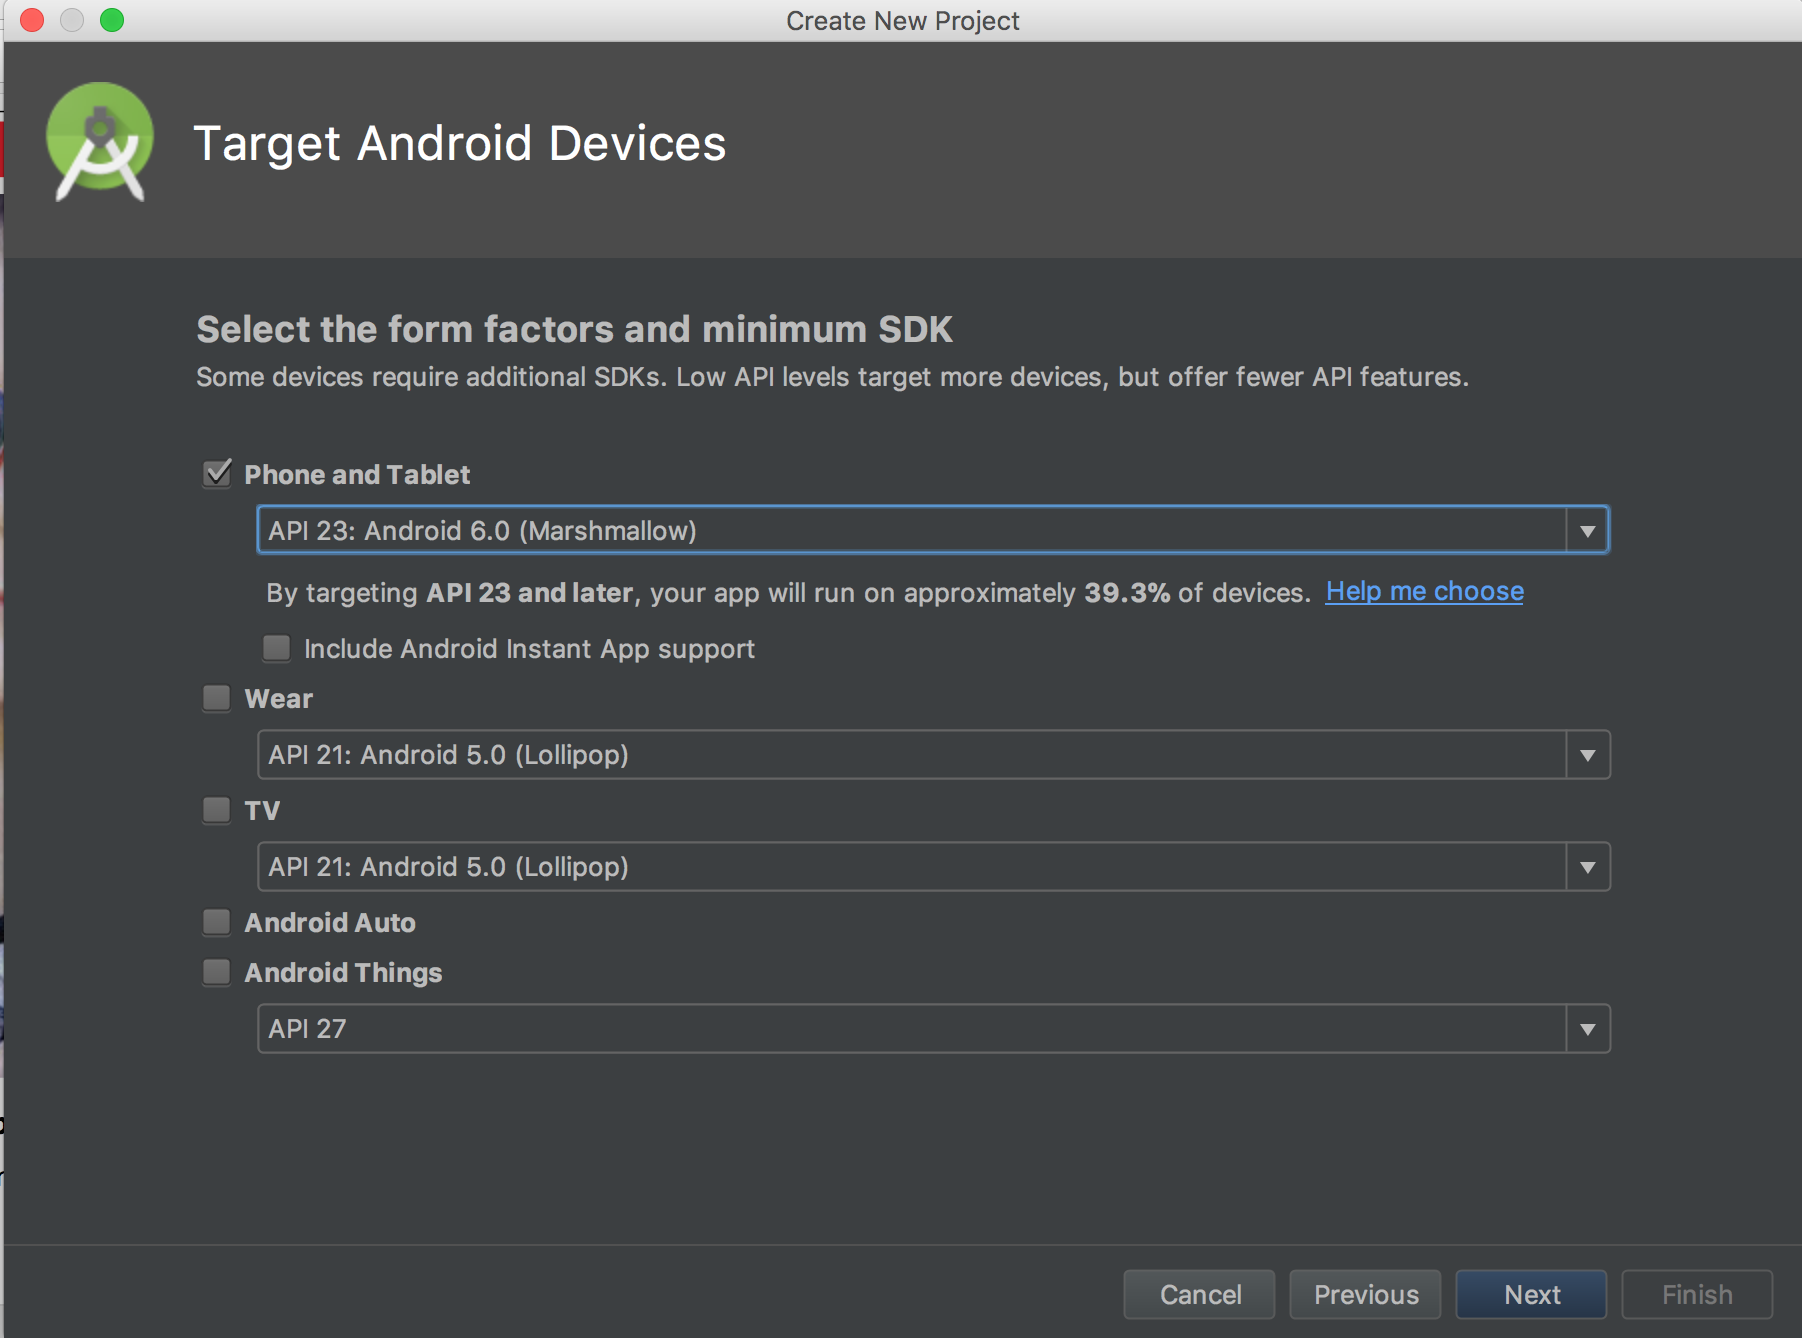 Create New Project
Target Android Devices
Select the form factors and minimum SDK
Some devices require additional SDKs. Low API levels target more devices, but offer fewer API features.
Phone and Tablet
API 23: Android 6.0 (Marshmallow)
By targeting API 23 and later, your app will run on approximately 39.3% of devices. Help me choose
Include Android Instant App support
Wear
API 21: Android 5.0 (Lollipop)
TV
API 21: Android 5.0 (Lollipop)
Android Auto
Android Things
API 27
Cancel Previous Next Finish